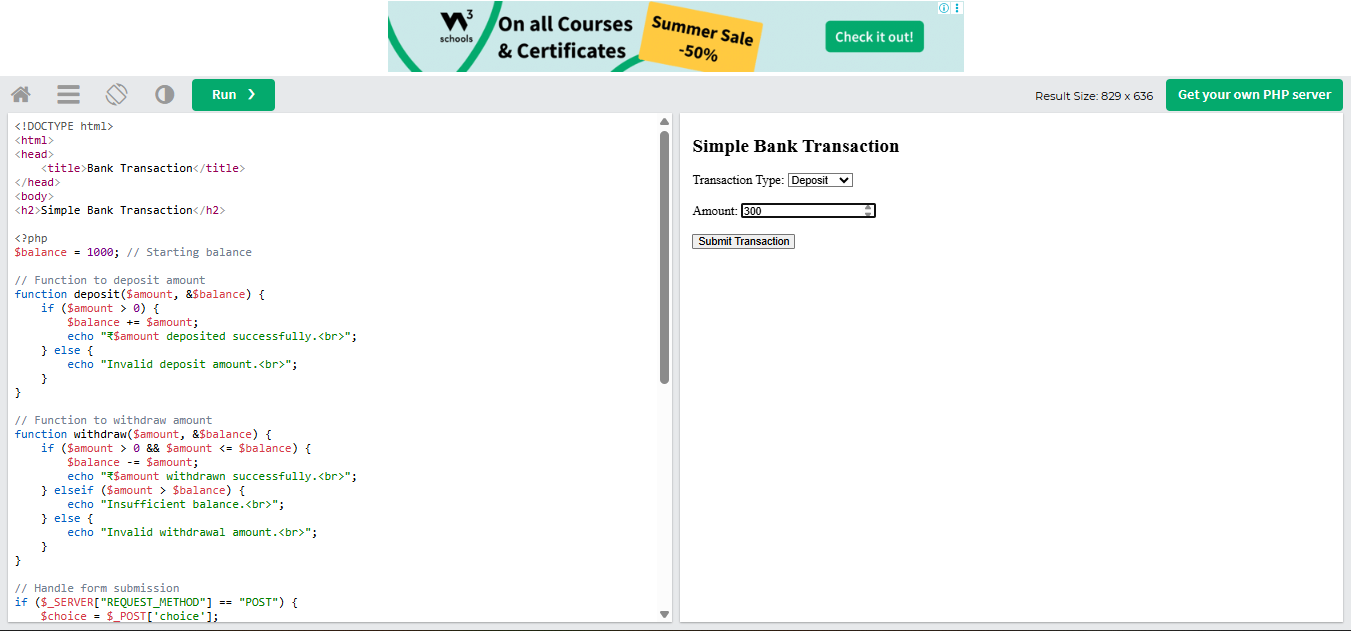 W3 schools
On all Courses
& Certificates
Summer Sale
-50%
Check it out!
Run ❯
Result Size: 829 x 636
Get your own PHP server
<!DOCTYPE html>
<html>
<head>
    <title>Bank Transaction</title>
</head>
<body>
<h2>Simple Bank Transaction</h2>

<?php
$balance = 1000; // Starting balance

// Function to deposit amount
function deposit($amount, &$balance) {
    if ($amount > 0) {
        $balance += $amount;
        echo "₹$amount deposited successfully.<br>";
    } else {
        echo "Invalid deposit amount.<br>";
    }
}

// Function to withdraw amount
function withdraw($amount, &$balance) {
    if ($amount > 0 && $amount <= $balance) {
        $balance -= $amount;
        echo "₹$amount withdrawn successfully.<br>";
    } elseif ($amount > $balance) {
        echo "Insufficient balance.<br>";
    } else {
        echo "Invalid withdrawal amount.<br>";
    }
}

// Handle form submission
if ($_SERVER["REQUEST_METHOD"] == "POST") {
    $choice = $_POST['choice'];
Simple Bank Transaction
Transaction Type: Deposit
Amount: 300
Submit Transaction